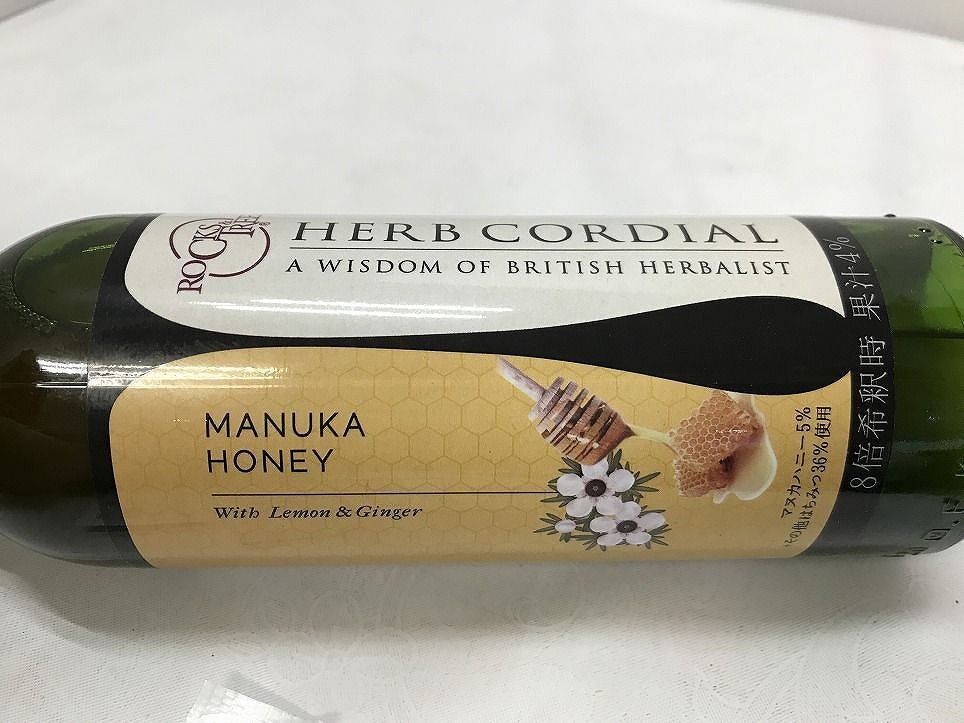 ROCKS
&
TREE®
HERB CORDIAL
A WISDOM OF BRITISH HERBALIST
MANUKA
HONEY
With Lemon & Ginger
マヌカハニー5%
その他はちみつ36%使用
8倍希釈時 果汁4%